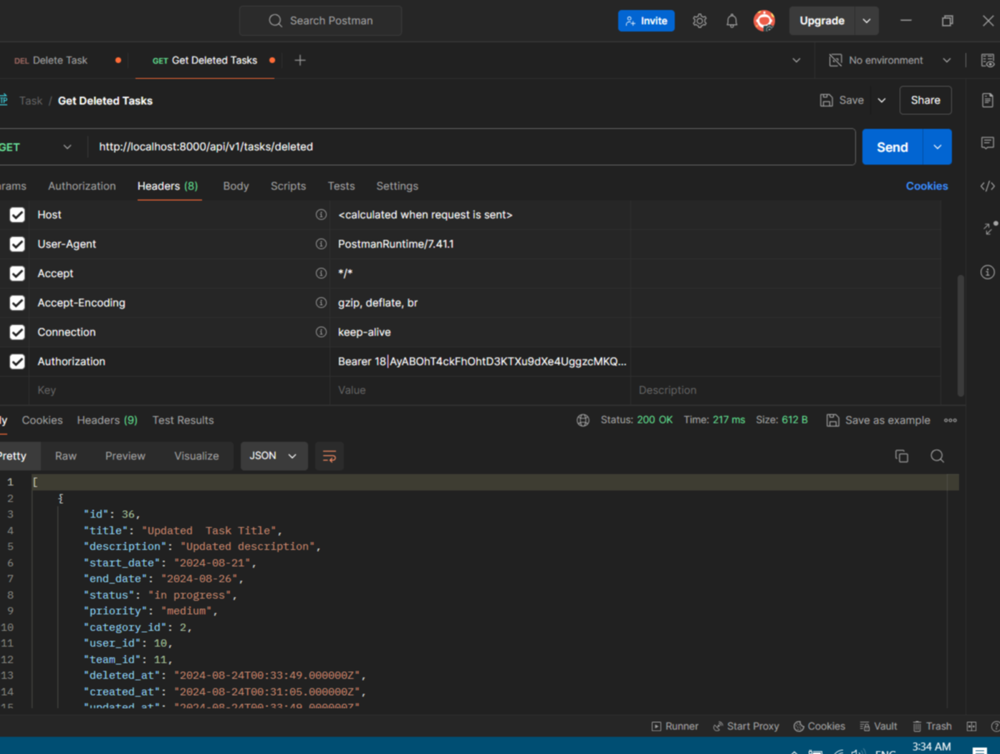 Search Postman
Invite
Upgrade
DEL Delete Task
GET Get Deleted Tasks
No environment
Task / Get Deleted Tasks
Save
Share
GET
http://localhost:8000/api/v1/tasks/deleted
Send
rams
Authorization
Headers (8)
Body
Scripts
Tests
Settings
Cookies
Host <calculated when request is sent>
User-Agent PostmanRuntime/7.41.1
Accept */*
Accept-Encoding gzip, deflate, br
Connection keep-alive
Authorization Bearer 18|AyABOhT4ckFhOhtD3KTXu9dXe4UggzcMKQ...
Key Value Description
ly Cookies Headers (9) Test Results Status: 200 OK Time: 217 ms Size: 612 B Save as example
Pretty Raw Preview Visualize JSON
1 [
2 {
3 "id": 36,
4 "title": "Updated  Task Title",
5 "description": "Updated description",
6 "start_date": "2024-08-21",
7 "end_date": "2024-08-26",
8 "status": "in progress",
9 "priority": "medium",
10 "category_id": 2,
11 "user_id": 10,
12 "team_id": 11,
13 "deleted_at": "2024-08-24T00:33:49.000000Z",
14 "created_at": "2024-08-24T00:31:05.000000Z",
15 "updated_at": "2024-08-24T00:33:49.000000Z"
Runner Start Proxy Cookies Vault Trash
ENG 3:34 AM